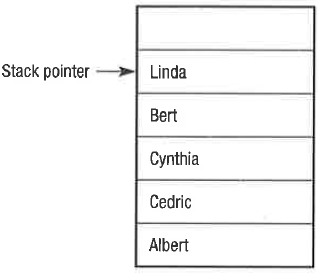 Stack pointer
Linda
Bert
Cynthia
Cedric
Albert